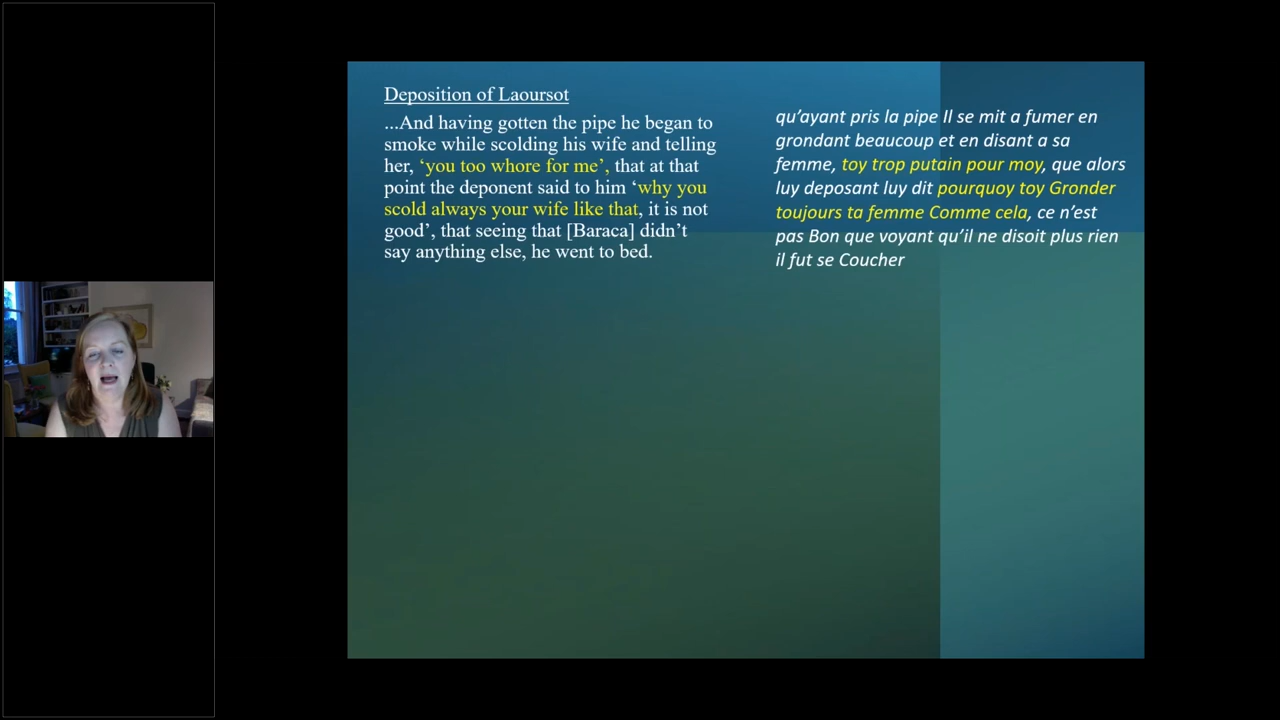 Deposition of Laoursot
...And having gotten the pipe he began to
smoke while scolding his wife and telling
her, ‘you too whore for me’, that at that
point the deponent said to him ‘why you
scold always your wife like that, it is not
good’, that seeing that [Baraca] didn’t
say anything else, he went to bed.
qu’ayant pris la pipe Il se mit a fumer en
grondant beaucoup et en disant a sa
femme, toy trop putain pour moy, que alors
luy deposant luy dit pourquoy toy Gronder
toujours ta femme Comme cela, ce n’est
pas Bon que voyant qu’il ne disoit plus rien
il fut se Coucher